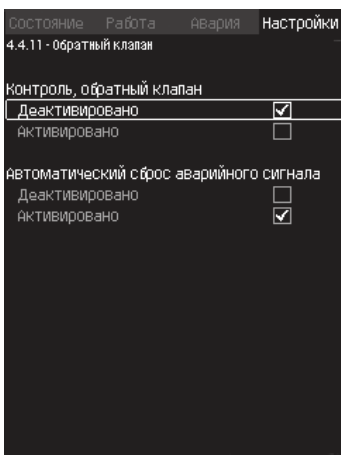 Состояние Работа Авария Настройки
4.4.11 - Обратный клапан
Контроль, обратный клапан
Деактивировано
Активировано
Автоматический сброс аварийного сигнала
Деактивировано
Активировано